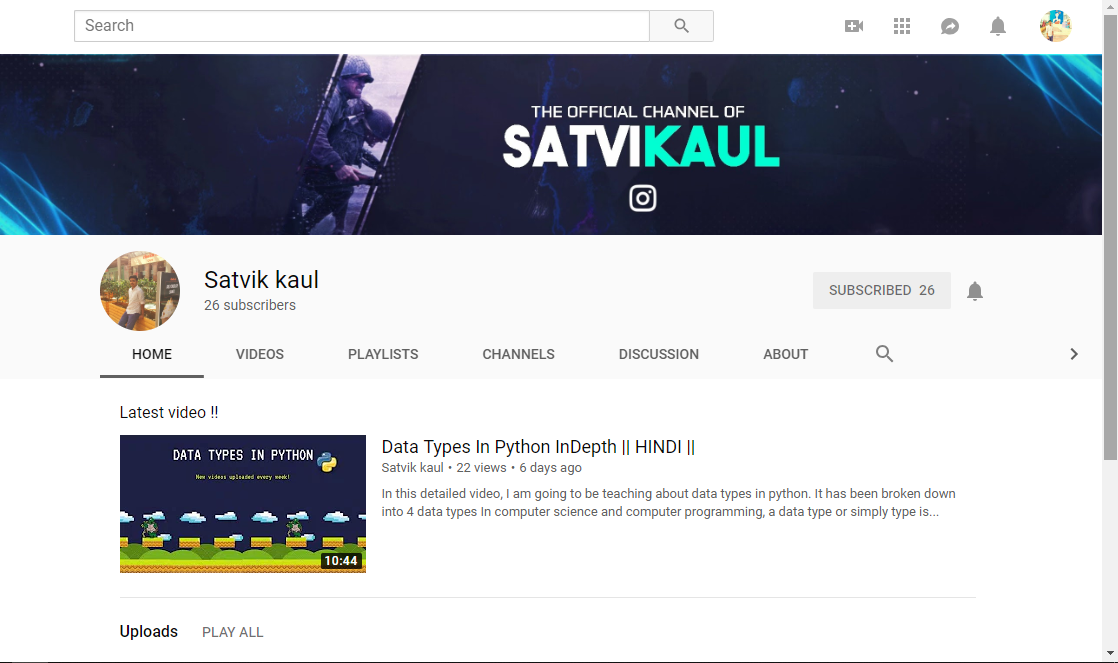 Search
THE OFFICIAL CHANNEL OF
SATVIKAUL
Satvik kaul
26 subscribers
SUBSCRIBED 26
HOME VIDEOS PLAYLISTS CHANNELS DISCUSSION ABOUT
Latest video !!
DATA TYPES IN PYTHON
New videos uploaded every week!
10:44
Data Types In Python InDepth || HINDI ||
Satvik kaul • 22 views • 6 days ago
In this detailed video, I am going to be teaching about data types in python. It has been broken down
into 4 data types In computer science and computer programming, a data type or simply type is...
Uploads PLAY ALL